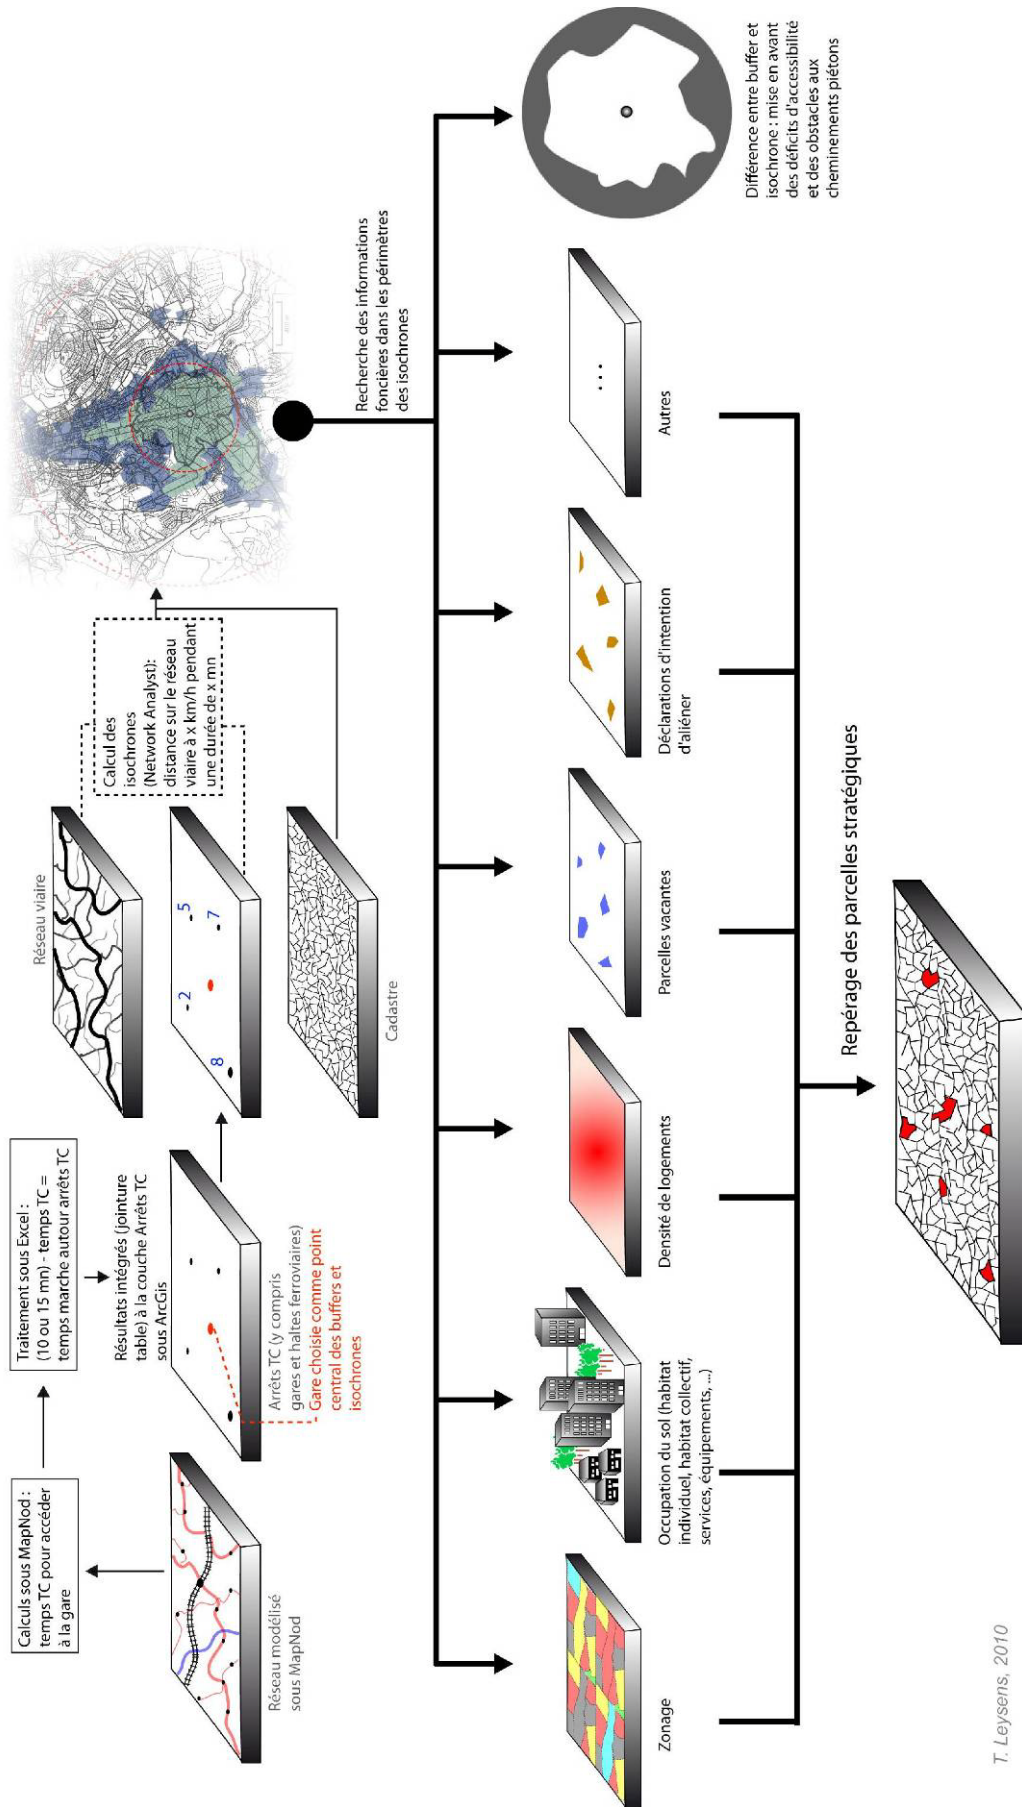 Calculs sous MapNod :
temps TC pour accéder
à la gare
Traitement sous Excel :
(10 ou 15 mn) - temps TC =
temps marche autour arrêts TC
Réseau modélisé
sous MapNod
Résultats intégrés (jointure
table) à la couche Arrêts TC
sous ArcGis
Arrêts TC (y compris
gares et haltes ferroviaires)
Gare choisie comme point
central des buffers et
isochrones
Réseau viaire
2
5
7
8
Cadastre
Calcul des
isochrones
(Network Analyst):
distance sur le réseau
viaire à x km/h pendant
une durée de x mn
Recherche des informations
foncières dans les périmètres
des isochrones
Zonage
Occupation du sol (habitat
individuel, habitat collectif,
services, équipements, ...)
Densité de logements
Parcelles vacantes
Déclarations d'intention
d'aliéner
...
Autres
Différence entre buffer et
isochrone : mise en avant
des déficits d'accessibilité
et des obstacles aux
cheminements piétons
Repérage des parcelles stratégiques
T. Leysens, 2010